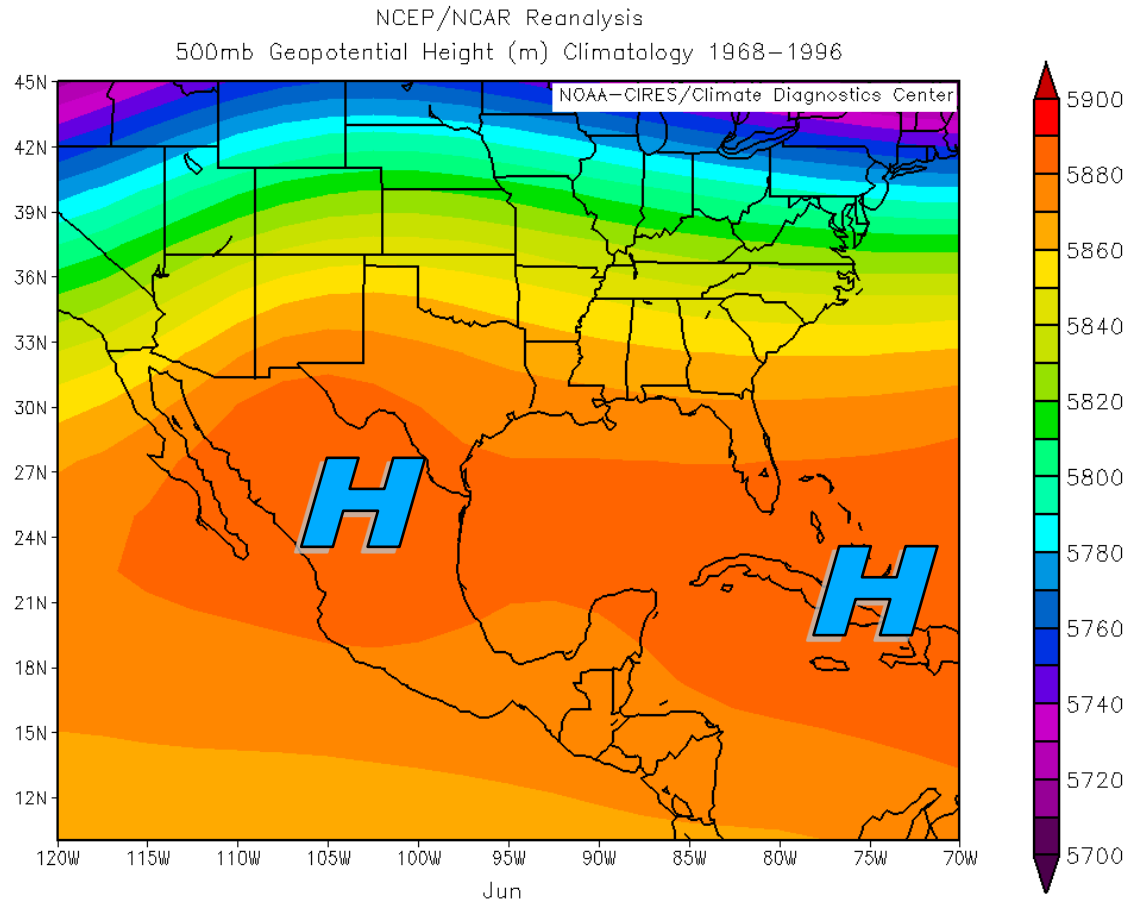 NCEP/NCAR Reanalysis
500mb Geopotential Height (m) Climatology 1968-1996
NOAA-CIRES/Climate Diagnostics Center
45N
42N
39N
36N
33N
30N
27N
24N
21N
18N
15N
12N
H
H
120W 115W 110W 105W 100W 95W 90W 85W 80W 75W 70W
Jun
5900
5880
5860
5840
5820
5800
5780
5760
5740
5720
5700